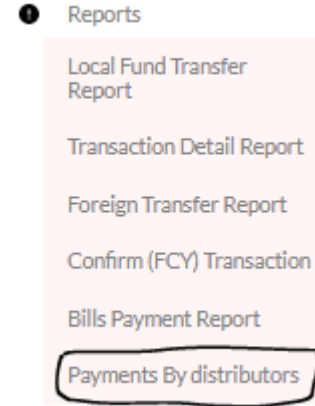 Reports
Local Fund Transfer
Report
Transaction Detail Report
Foreign Transfer Report
Confirm (FCY) Transaction
Bills Payment Report
Payments By distributors